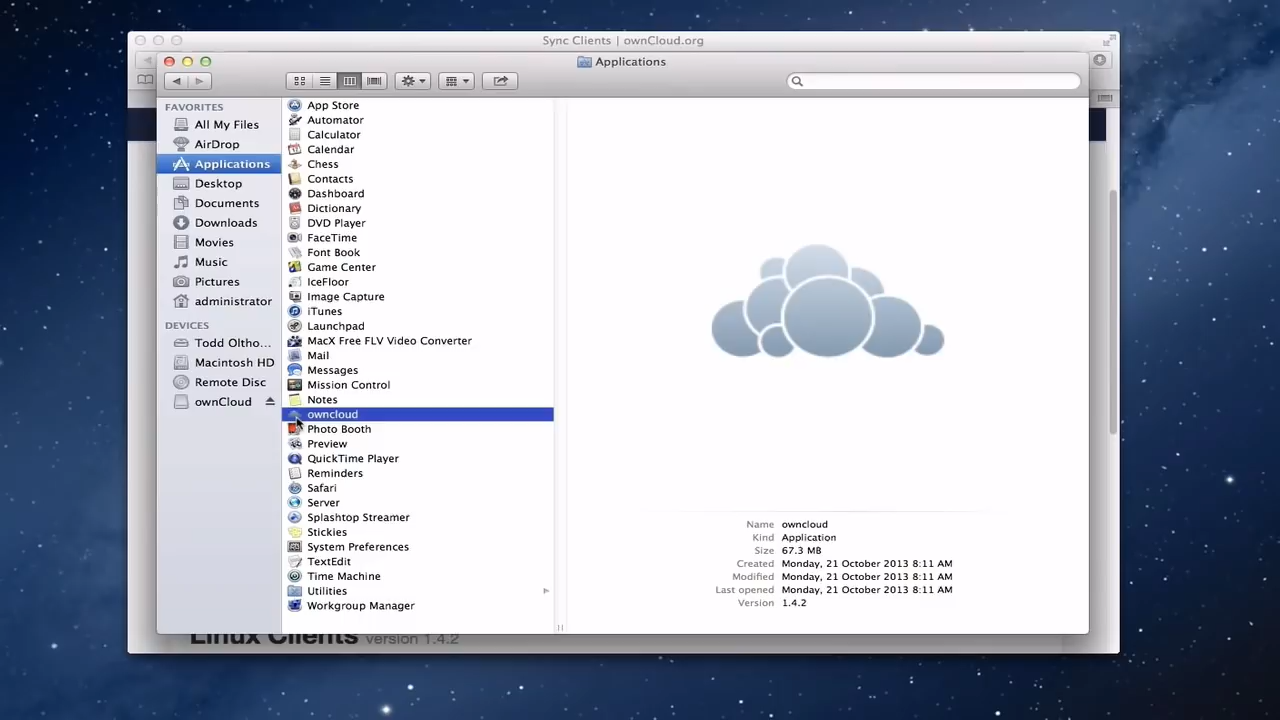 Sync Clients | ownCloud.org
Applications
FAVORITES
All My Files
AirDrop
Applications
Desktop
Documents
Downloads
Movies
Music
Pictures
administrator
DEVICES
Todd Oltho...
Macintosh HD
Remote Disc
ownCloud
App Store
Automator
Calculator
Calendar
Chess
Contacts
Dashboard
Dictionary
DVD Player
FaceTime
Font Book
Game Center
IceFloor
Image Capture
iTunes
Launchpad
MacX Free FLV Video Converter
Mail
Messages
Mission Control
Notes
owncloud
Photo Booth
Preview
QuickTime Player
Reminders
Safari
Server
Splashtop Streamer
Stickies
System Preferences
TextEdit
Time Machine
Utilities
Workgroup Manager
Name owncloud
Kind Application
Size 67.3 MB
Created Monday, 21 October 2013 8:11 AM
Modified Monday, 21 October 2013 8:11 AM
Last opened Monday, 21 October 2013 8:11 AM
Version 1.4.2
Linux Clients version 1.4.2